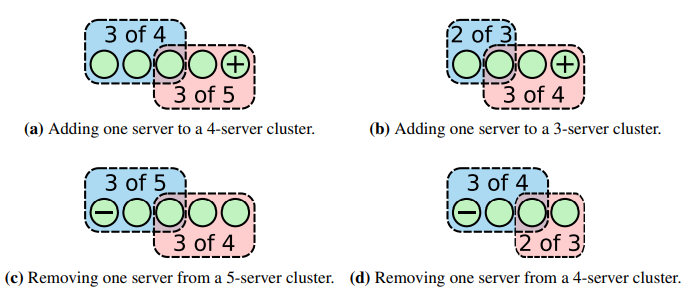 3 of 4
3 of 5
(a) Adding one server to a 4-server cluster.
2 of 3
3 of 4
(b) Adding one server to a 3-server cluster.
3 of 5
3 of 4
(c) Removing one server from a 5-server cluster.
3 of 4
2 of 3
(d) Removing one server from a 4-server cluster.